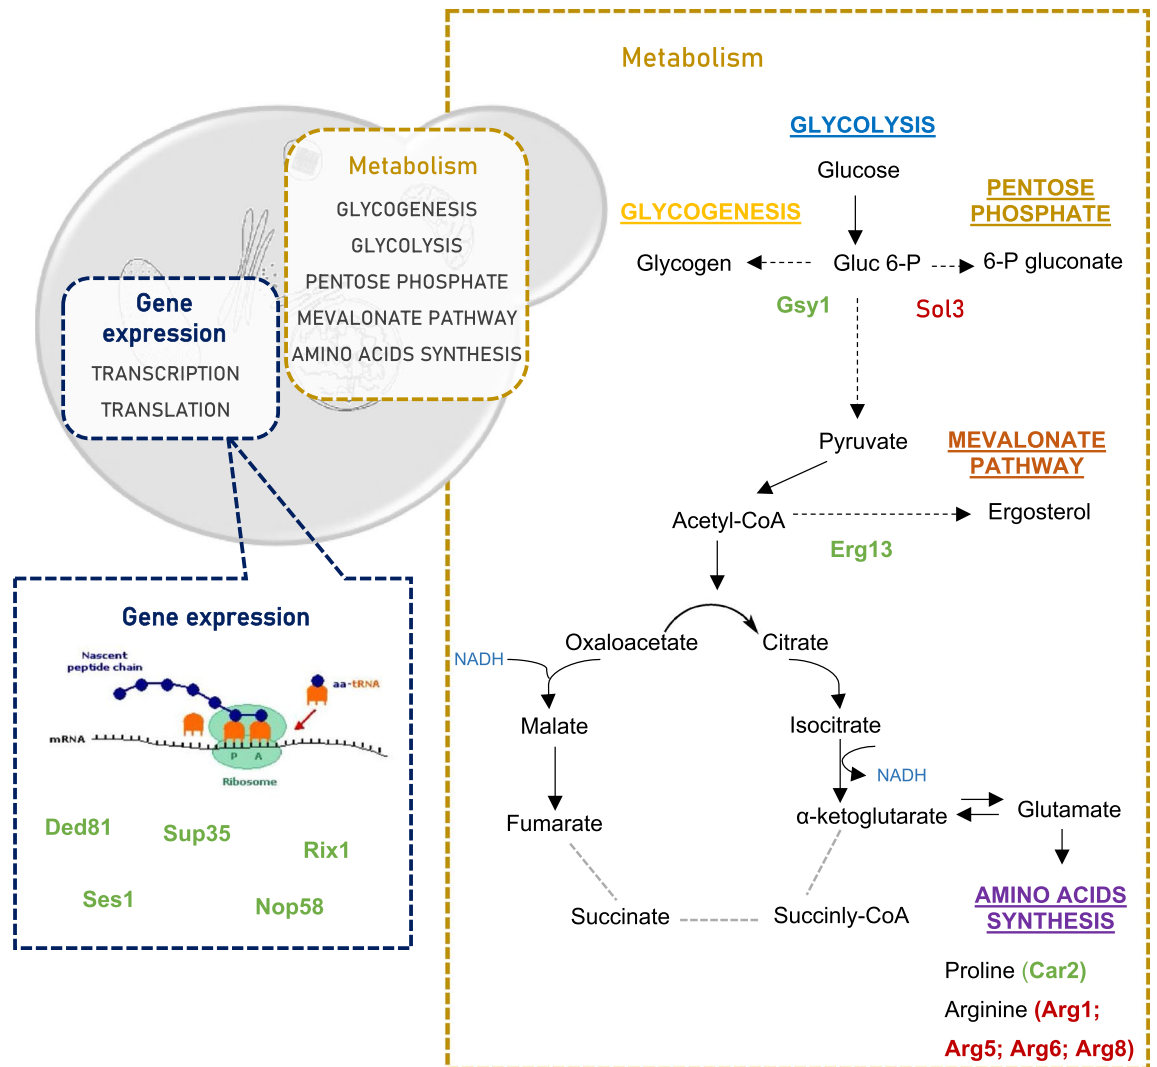 Metabolism
GLYCOLYSIS
Glucose
GLYCOGENESIS
PENTOSE
PHOSPHATE
Glycogen
Gluc 6-P
6-P gluconate
Gsy1
Sol3
Pyruvate
MEVALONATE
PATHWAY
Acetyl-CoA
Ergosterol
Erg13
Oxaloacetate
Citrate
NADH
Malate
Isocitrate
NADH
Fumarate
α-ketoglutarate
Glutamate
Succinate
Succinly-CoA
AMINO ACIDS
SYNTHESIS
Proline (Car2)
Arginine (Arg1;
Arg5; Arg6; Arg8)
Metabolism
GLYCOGENESIS
GLYCOLYSIS
PENTOSE PHOSPHATE
MEVALONATE PATHWAY
AMINO ACIDS SYNTHESIS
Gene
expression
TRANSCRIPTION
TRANSLATION
Gene expression
Nascent
peptide chain
aa-tRNA
mRNA
P A
Ribosome
Ded81
Sup35
Rix1
Ses1
Nop58